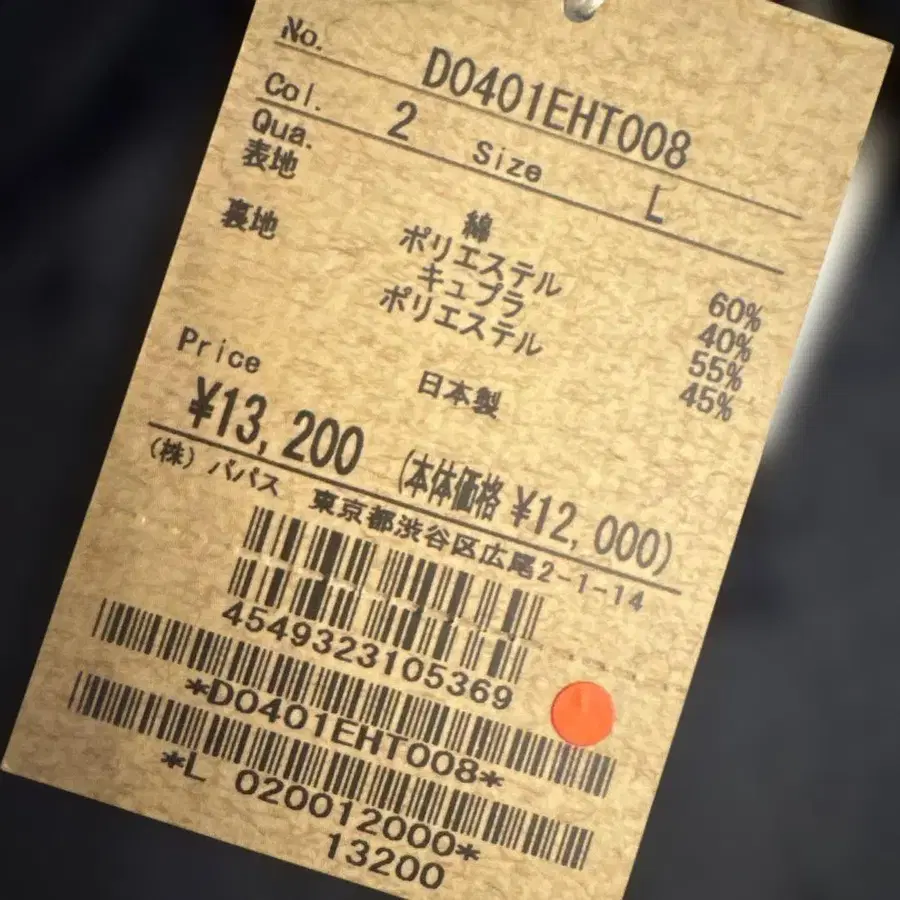 No. D0401EHT008
Col. 2 Size L
Qua.
表地 綿 60%
ポリエステル 40%
裏地 キュプラ 55%
ポリエステル 45%
日本製
Price
¥13,200 (本体価格 ¥12,000)
(株) パパス 東京都渋谷区広尾2-1-14
4549323105369
*D0401EHT008*
*L 020012000*
13200